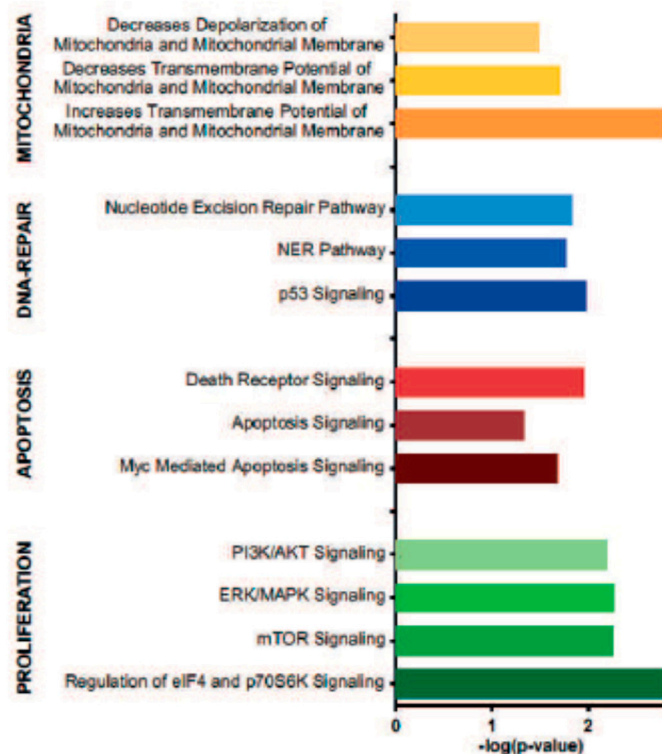 MITOCHONDRIA
Decreases Depolarization of
Mitochondria and Mitochondrial Membrane
Decreases Transmembrane Potential of
Mitochondria and Mitochondrial Membrane
Increases Transmembrane Potential of
Mitochondria and Mitochondrial Membrane
DNA-REPAIR
Nucleotide Excision Repair Pathway
NER Pathway
p53 Signaling
APOPTOSIS
Death Receptor Signaling
Apoptosis Signaling
Myc Mediated Apoptosis Signaling
PROLIFERATION
PI3K/AKT Signaling
ERK/MAPK Signaling
mTOR Signaling
Regulation of eIF4 and p70S6K Signaling
0 1 2
-log(p-value)